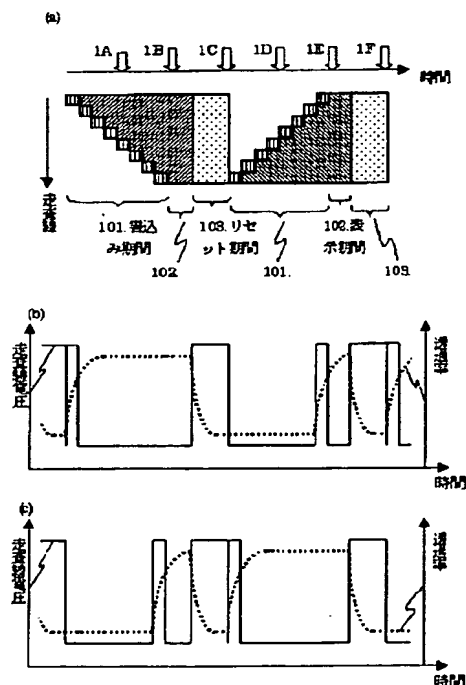 (a)
1A 1B 1C 1D 1E 1F
時間
走査線
101.書込
み期間
102
103.リセ
ット期間
101.
102.表
示期間
103.
(b)
走査線電圧
透過率
時間
(c)
走査線電圧
透過率
時間